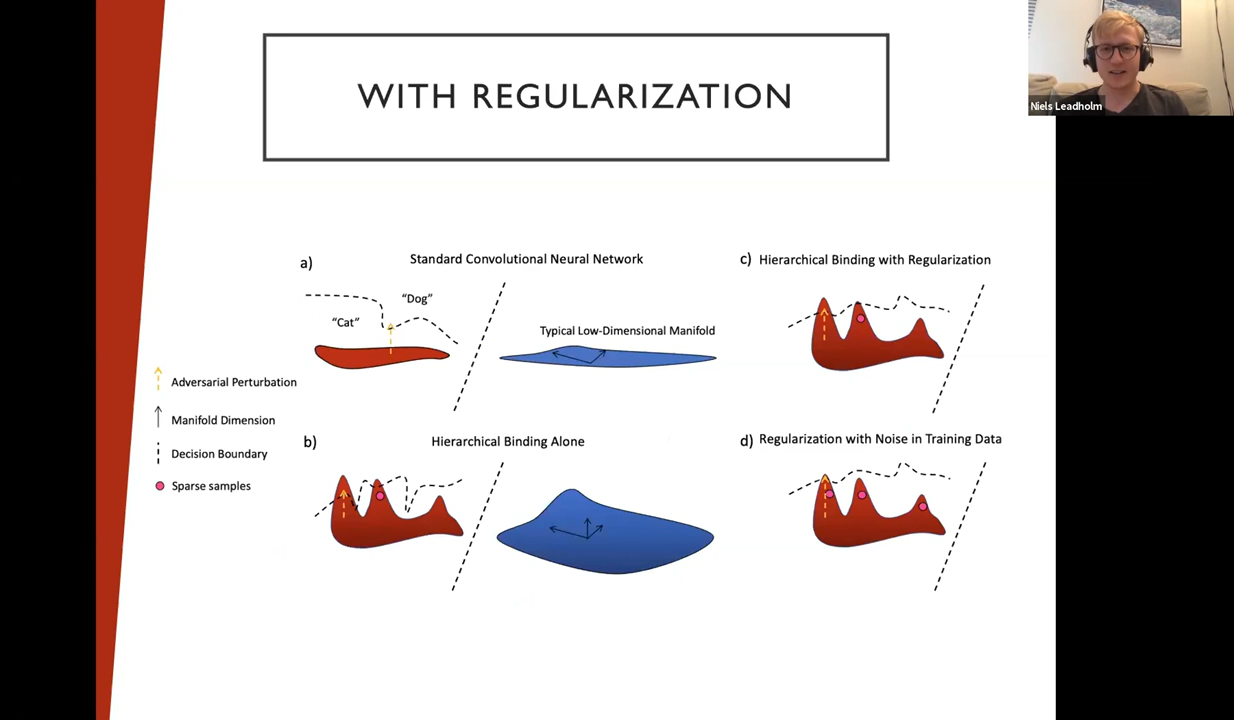 WITH REGULARIZATION
Niels Leadholm
a)
Standard Convolutional Neural Network
c)
Hierarchical Binding with Regularization
"Dog"
"Cat"
Typical Low-Dimensional Manifold
Adversarial Perturbation
Manifold Dimension
Decision Boundary
Sparse samples
b)
Hierarchical Binding Alone
d)
Regularization with Noise in Training Data